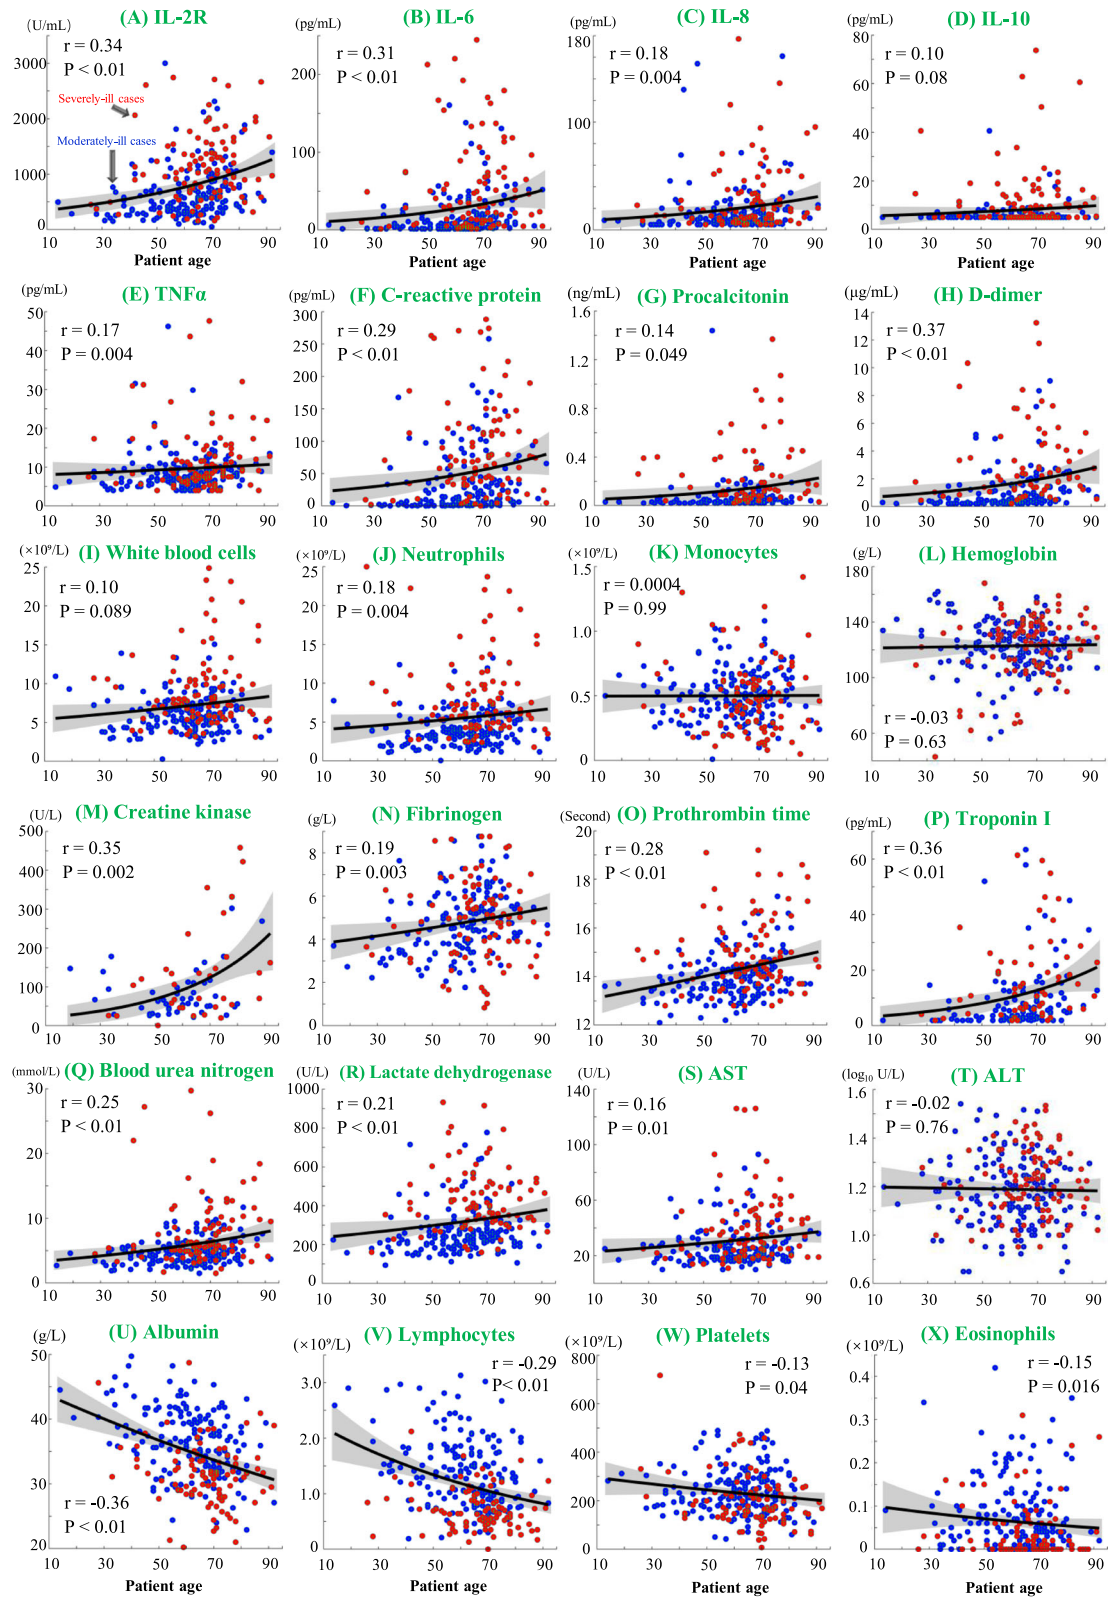 (A) IL-2R
(U/mL)
r = 0.34
P < 0.01
Severely-ill cases
Moderately-ill cases
3000
2000
1000
500
0
10 30 50 70 90
Patient age
(B) IL-6
(pg/mL)
r = 0.31
P < 0.01
200
100
50
0
10 30 50 70 90
Patient age
(C) IL-8
(pg/mL)
r = 0.18
P = 0.004
180
120
60
0
10 30 50 70 90
Patient age
(D) IL-10
(pg/mL)
r = 0.10
P = 0.08
80
60
40
20
10
0
10 30 50 70 90
Patient age
(E) TNFα
(pg/mL)
r = 0.17
P = 0.004
50
40
30
20
10
0
10 30 50 70 90
(F) C-reactive protein
(pg/mL)
r = 0.29
P < 0.01
300
250
200
150
100
50
0
10 30 50 70 90
(G) Procalcitonin
(ng/mL)
r = 0.14
P = 0.049
1.6
1.2
0.8
0.4
0.2
0
10 30 50 70 90
(H) D-dimer
(μg/mL)
r = 0.37
P < 0.01
14
12
10
8
6
4
2
0
10 30 50 70 90
(I) White blood cells
(×10⁹/L)
r = 0.10
P = 0.089
25
20
15
10
5
0
10 30 50 70 90
(J) Neutrophils
(×10⁹/L)
r = 0.18
P = 0.004
25
20
15
10
5
0
10 30 50 70 90
(K) Monocytes
(×10⁹/L)
r = 0.0004
P = 0.99
1.5
1.0
0.5
0
10 30 50 70 90
(L) Hemoglobin
(g/L)
180
140
120
100
60
r = -0.03
P = 0.63
10 30 50 70 90
(M) Creatine kinase
(U/L)
r = 0.35
P = 0.002
500
400
300
200
100
0
10 30 50 70 90
(N) Fibrinogen
(g/L)
r = 0.19
P = 0.003
8
6
4
2
0
10 30 50 70 90
(O) Prothrombin time
(Second)
r = 0.28
P < 0.01
20
18
16
14
12
10 30 50 70 90
(P) Troponin I
(pg/mL)
r = 0.36
P < 0.01
60
40
20
10
0
10 30 50 70 90
(Q) Blood urea nitrogen
(mmol/L)
r = 0.25
P < 0.01
30
20
10
5
0
10 30 50 70 90
(R) Lactate dehydrogenase
(U/L)
r = 0.21
P < 0.01
1000
800
600
400
200
0
10 30 50 70 90
(S) AST
(U/L)
r = 0.16
P = 0.01
140
100
60
40
20
0
10 30 50 70 90
(T) ALT
(log₁₀ U/L)
r = -0.02
P = 0.76
1.6
1.4
1.2
1.0
0.6
10 30 50 70 90
(U) Albumin
(g/L)
50
40
30
20
r = -0.36
P < 0.01
10 30 50 70 90
Patient age
(V) Lymphocytes
(×10⁹/L)
r = -0.29
P< 0.01
3.0
2.0
1.0
0
10 30 50 70 90
Patient age
(W) Platelets
(×10⁹/L)
r = -0.13
P = 0.04
800
600
400
200
0
10 30 50 70 90
Patient age
(X) Eosinophils
(×10⁹/L)
r = -0.15
P = 0.016
0.4
0.3
0.2
0.1
0
10 30 50 70 90
Patient age